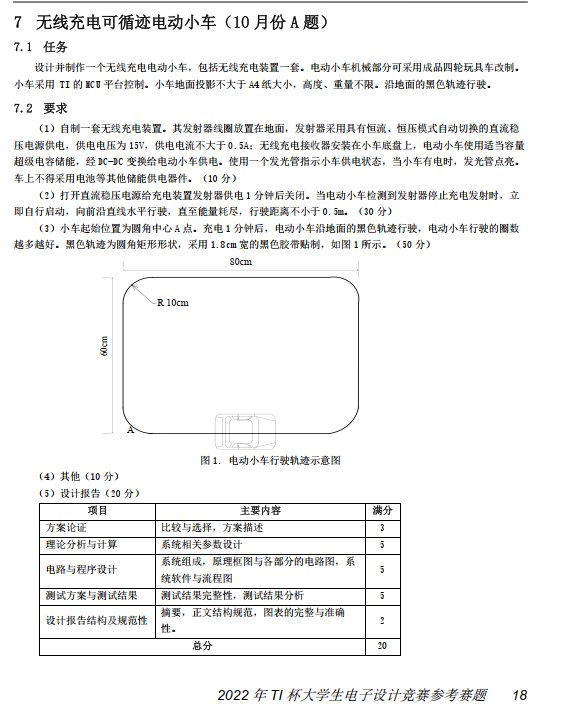 7 无线充电可循迹电动小车（10 月份 A 题）
7.1 任务
设计并制作一个无线充电电动小车，包括无线充电装置一套。电动小车机械部分可采用成品四轮玩具车改制。
小车采用 TI 的 MCU 平台控制。小车地面投影不大于 A4 纸大小，高度、重量不限。沿地面的黑色轨迹行驶。
7.2 要求
（1）自制一套无线充电装置。其发射器线圈放置在地面，发射器采用具有恒流、恒压模式自动切换的直流稳
压电源供电，供电电压为 15V，供电电流不大于 0.5A；无线充电接收器安装在小车底盘上，电动小车使用适当容量
超级电容储能，经 DC-DC 变换给电动小车供电。使用一个发光管指示小车供电状态，当小车有电时，发光管点亮。
车上不得采用电池等其他储能供电器件。（10 分）
（2）打开直流稳压电源给充电装置发射器供电 1 分钟后关闭。当电动小车检测到发射器停止充电发射时，立
即自行启动，向前沿直线水平行驶，直至能量耗尽，行驶距离不小于 0.5m。（30 分）
（3）小车起始位置为圆角中心 A 点。充电 1 分钟后，电动小车沿地面的黑色轨迹行驶，电动小车行驶的圈数
越多越好。黑色轨迹为圆角矩形形状，采用 1.8cm 宽的黑色胶带贴制，如图 1 所示。（50 分）
80cm
R 10cm
60cm
A
图 1. 电动小车行驶轨迹示意图
（4）其他（10 分）
（5）设计报告（20 分）
项目 主要内容 满分
方案论证 比较与选择，方案描述 3
理论分析与计算 系统相关参数设计 5
电路与程序设计 系统组成，原理框图与各部分的电路图，系
统软件与流程图 5
测试方案与测试结果 测试结果完整性，测试结果分析 5
设计报告结构及规范性 摘要，正文结构规范，图表的完整与准确
性。 2
总分 20
2022 年 TI 杯大学生电子设计竞赛参考赛题 18